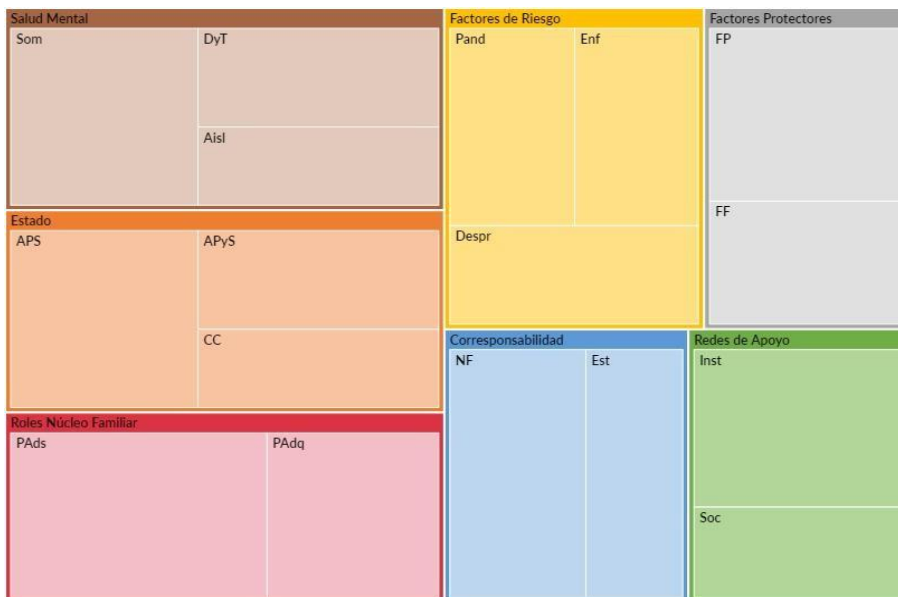 Salud Mental
Som
DyT
Aisl
Estado
APS
APyS
CC
Roles Núcleo Familiar
PAds
PAdq
Factores de Riesgo
Pand
Enf
Despr
Factores Protectores
FP
FF
Corresponsabilidad
NF
Est
Redes de Apoyo
Inst
Soc